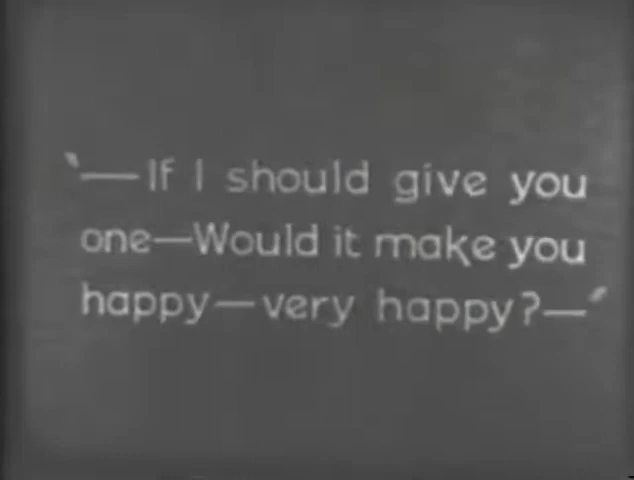 ‵—If I should give you
one—Would it make you
happy—very happy?—″